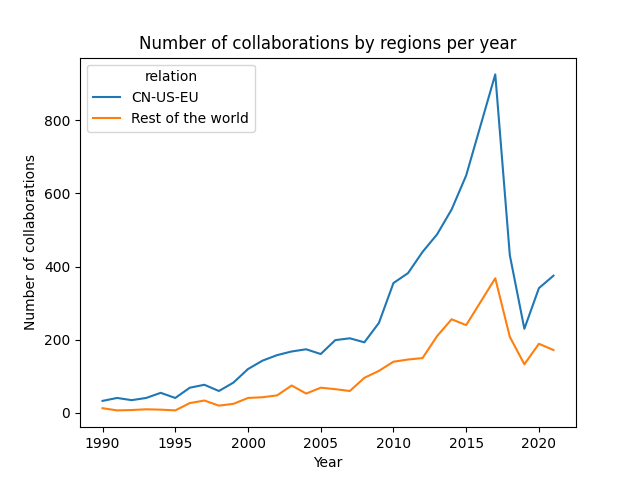 Number of collaborations by regions per year
relation
CN-US-EU
Rest of the world
Number of collaborations
800
600
400
200
0
1990 1995 2000 2005 2010 2015 2020
Year